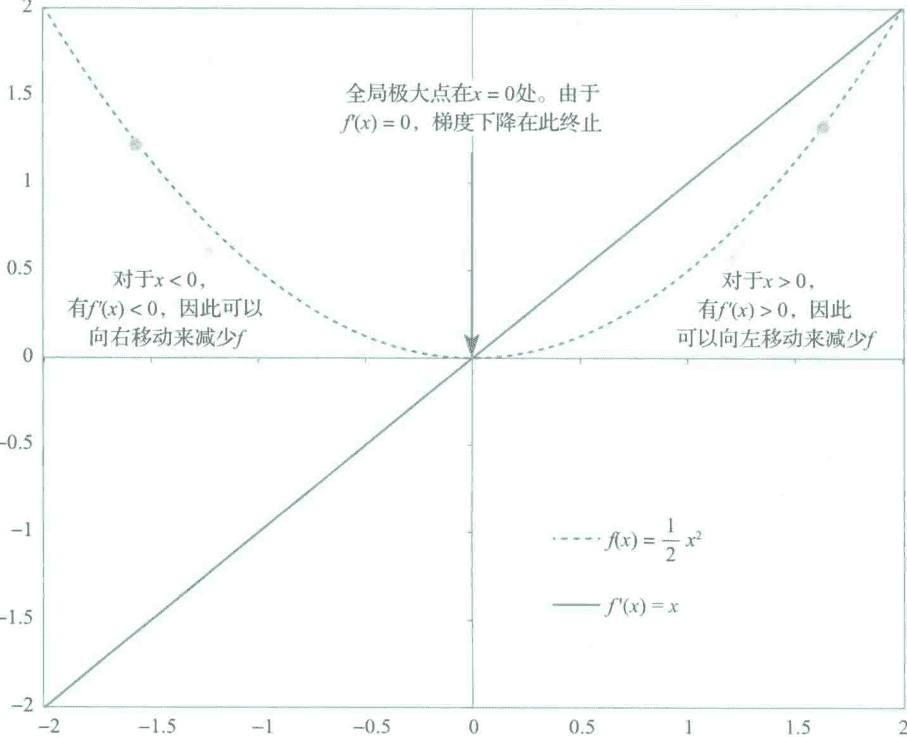 2
1.5
1
0.5
0
-0.5
-1
-1.5
-2
全局极大点在x = 0处。由于
f'(x) = 0，梯度下降在此终止
对于x < 0，
有f'(x) < 0，因此可以
向右移动来减少f
对于x > 0，
有f'(x) > 0，因此
可以向左移动来减少f
f(x) = 1/2 x²
f'(x) = x
-2 -1.5 -1 -0.5 0 0.5 1 1.5 2